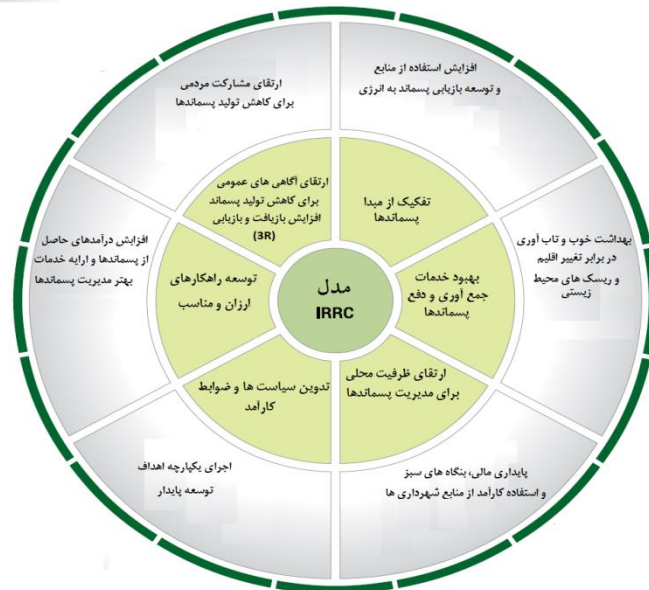 افزایش استفاده از منابع
و توسعه بازیابی پسماند به انرژی
بهداشت خوب و تاب آوری
در برابر تغییر اقلیم
و ریسک های محیط
زیستی
پایداری مالی، بنگاه های سبز
و استفاده کارآمد از منابع شهرداری ها
اجرای یکپارچه اهداف
توسعه پایدار
افزابش درآمدهای حاصل
از پسماندها و ارایه خدمات
بهتر مدیریت پسماندها
ارتقای مشارکت مردمی
برای کاهش تولید پسماندها
تفکیک از مبدا
پسماندها
بهبود خدمات
جمع آوری و دفع
پسماندها
ارتقای ظرفیت محلی
برای مدیریت پسماندها
تدوین سیاست ها و ضوابط
کارآمد
توسعه راهکارهای
ارزان و مناسب
ارتقای آگاهی های عمومی
برای کاهش تولید پسماند
افزایش بازیافت و بازیابی
(3R)
مدل
IRRC